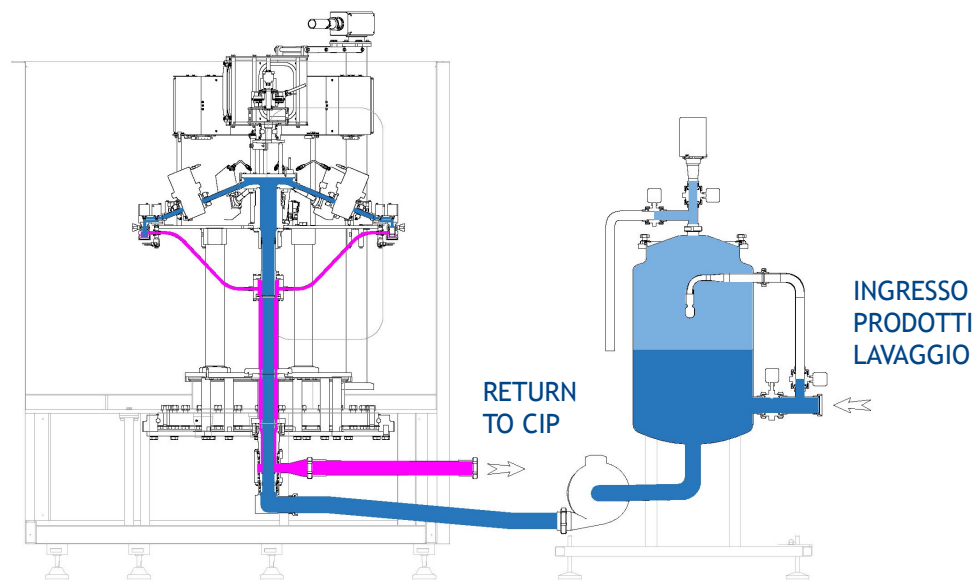 INGRESSO
PRODOTTI
LAVAGGIO
RETURN
TO CIP